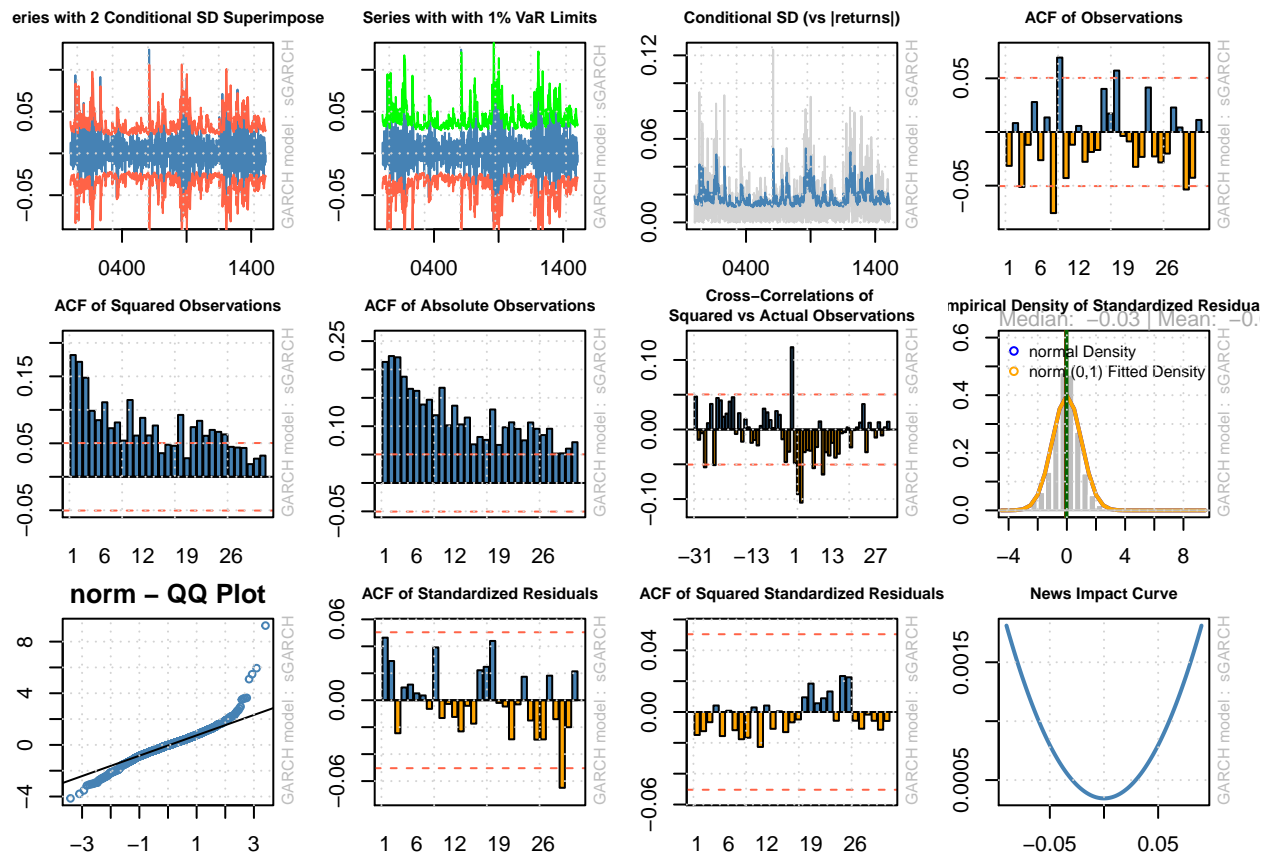 eries with 2 Conditional SD Superimpose
0.05
−0.05
0400
1400
GARCH model : sGARCH
Series with with 1% VaR Limits
0.05
−0.05
0400
1400
GARCH model : sGARCH
Conditional SD (vs |returns|)
0.12
0.06
0.00
0400
1400
GARCH model : sGARCH
ACF of Observations
0.05
−0.05
1 6 12 19 26
GARCH model : sGARCH
ACF of Squared Observations
0.15
0.05
−0.05
1 6 12 19 26
GARCH model : sGARCH
ACF of Absolute Observations
0.25
0.10
−0.05
1 6 12 19 26
GARCH model : sGARCH
Cross−Correlations of
Squared vs Actual Observations
0.10
0.00
−0.10
−31 −13 1 13 27
GARCH model : sGARCH
mpirical Density of Standardized Residua
Median: −0.03 | Mean: −0.
normal Density
norm (0,1) Fitted Density
0.6
0.4
0.2
0.0
−4 0 4 8
GARCH model : sGARCH
norm − QQ Plot
8
4
0
−4
−3 −1 1 3
GARCH model : sGARCH
ACF of Standardized Residuals
0.06
0.00
−0.06
1 6 12 19 26
GARCH model : sGARCH
ACF of Squared Standardized Residuals
0.04
0.00
−0.06
1 6 12 19 26
GARCH model : sGARCH
News Impact Curve
0.0015
0.0005
−0.05 0.05
GARCH model : sGARCH